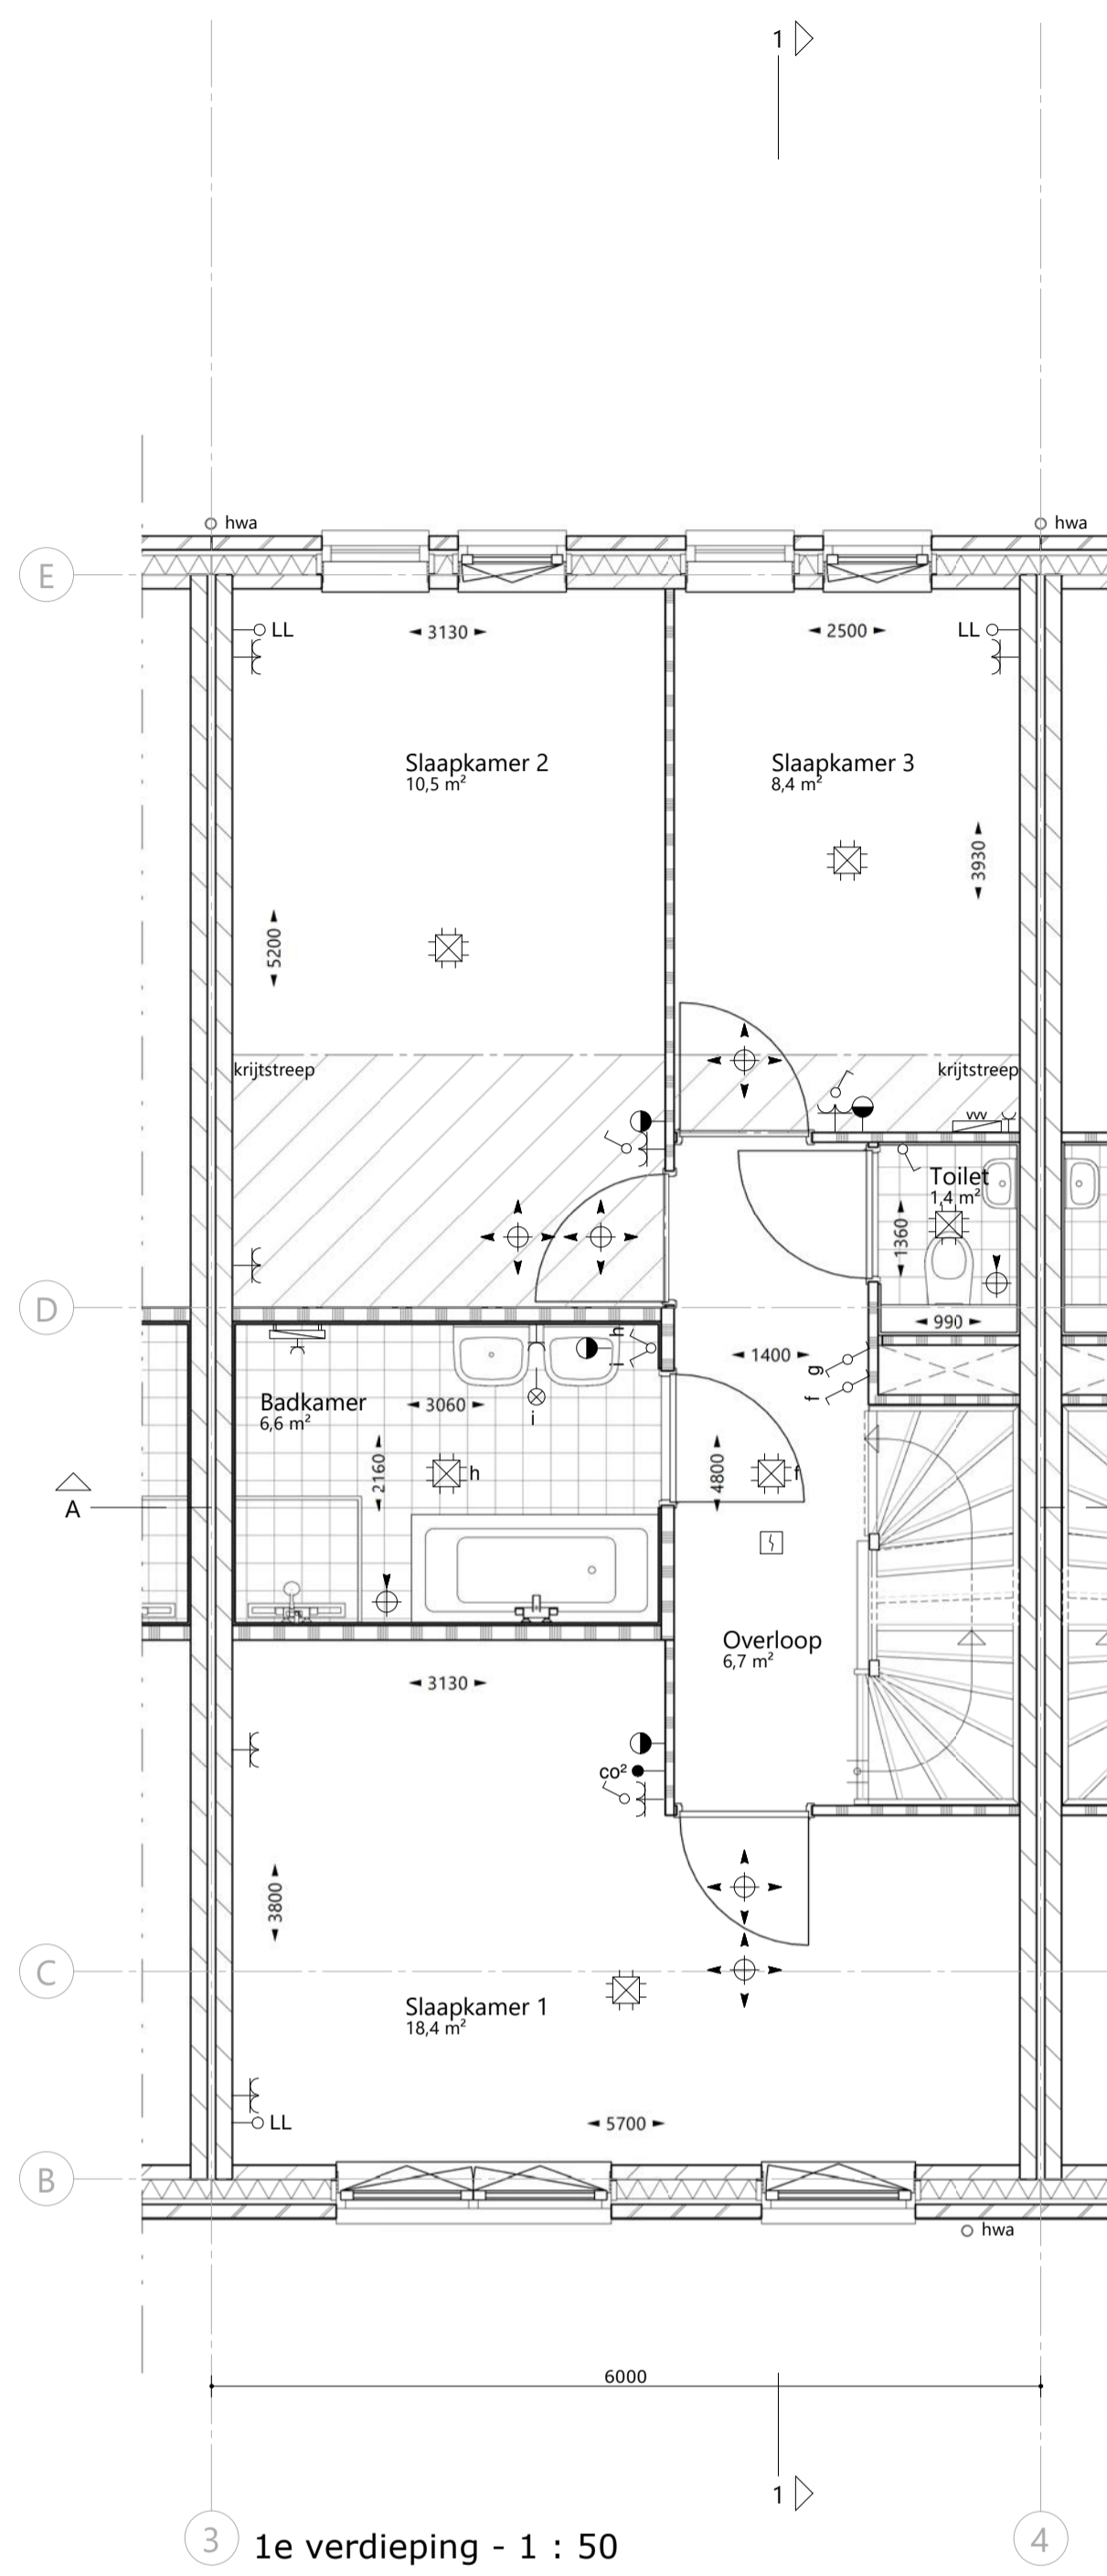 1
hwa
hwa
E
LL
3130
2500
LL
Slaapkamer 2
10,5 m²
Slaapkamer 3
8,4 m²
3930
5200
krijtstreep
krijtstreep
Toilet
1,4 m²
1360
D
990
h
i
1400
g
f
Badkamer
6,6 m²
3060
i
2160
h
4800
f
A
Overloop
6,7 m²
3130
co²
3800
C
Slaapkamer 1
18,4 m²
LL
5700
B
hwa
6000
1
3
1e verdieping - 1 : 50
4